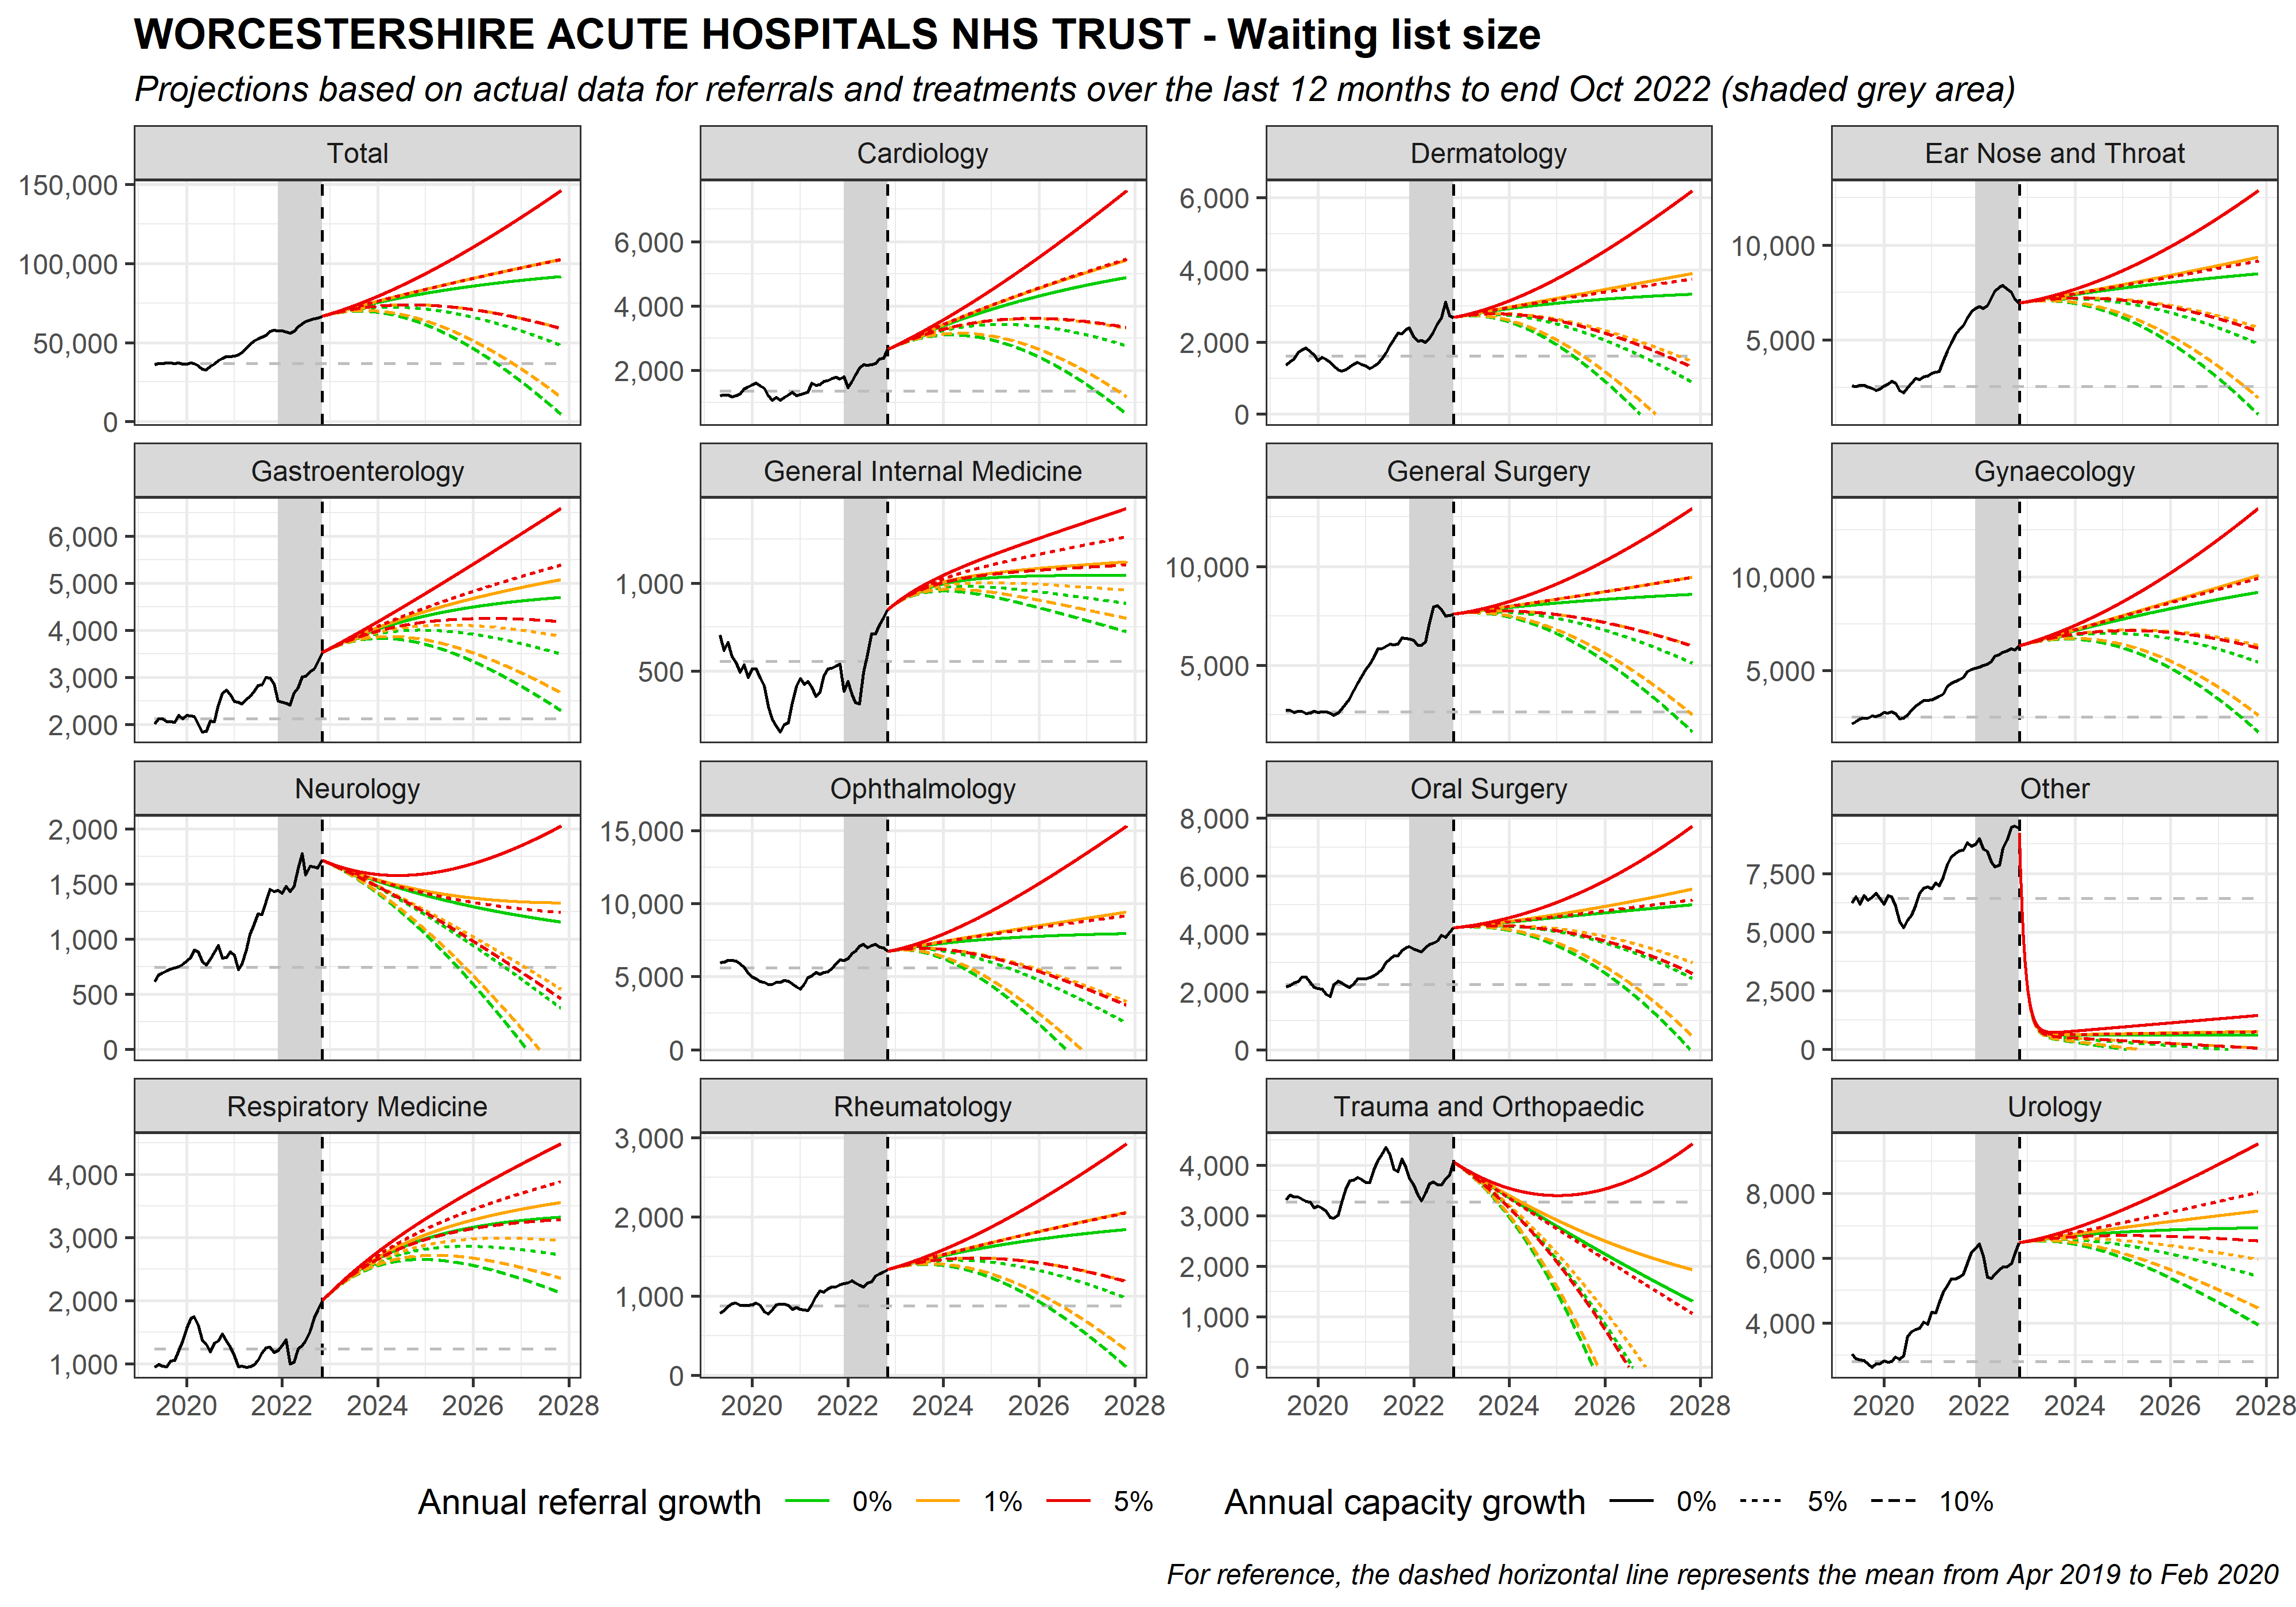 WORCESTERSHIRE ACUTE HOSPITALS NHS TRUST - Waiting list size
Projections based on actual data for referrals and treatments over the last 12 months to end Oct 2022 (shaded grey area)
Total
Cardiology
Dermatology
Ear Nose and Throat
150,000
100,000
50,000
0
6,000
4,000
2,000
6,000
4,000
2,000
0
10,000
5,000
Gastroenterology
General Internal Medicine
General Surgery
Gynaecology
6,000
5,000
4,000
3,000
2,000
1,000
500
10,000
5,000
10,000
5,000
Neurology
Ophthalmology
Oral Surgery
Other
2,000
1,500
1,000
500
0
15,000
10,000
5,000
0
8,000
6,000
4,000
2,000
0
7,500
5,000
2,500
0
Respiratory Medicine
Rheumatology
Trauma and Orthopaedic
Urology
4,000
3,000
2,000
1,000
3,000
2,000
1,000
0
4,000
3,000
2,000
1,000
0
8,000
6,000
4,000
2020 2022 2024 2026 2028
2020 2022 2024 2026 2028
2020 2022 2024 2026 2028
2020 2022 2024 2026 2028
Annual referral growth 0% 1% 5%
Annual capacity growth 0% 5% 10%
For reference, the dashed horizontal line represents the mean from Apr 2019 to Feb 2020